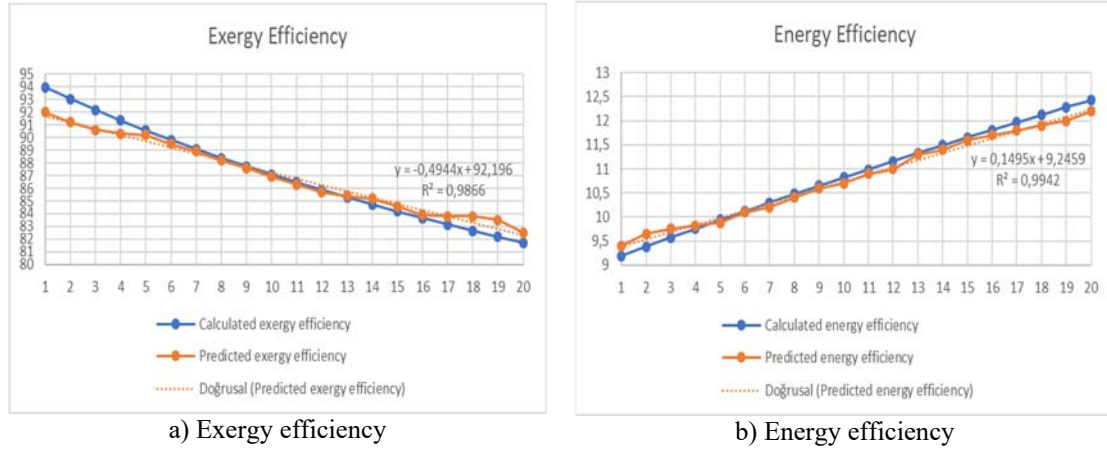 Exergy Efficiency
95
94
93
92
91
90
89
88
87
86
85
84
83
82
81
80
y = -0,4944x + 92,196
R² = 0,9866
1 2 3 4 5 6 7 8 9 10 11 12 13 14 15 16 17 18 19 20
Calculated exergy efficiency
Predicted exergy efficiency
Doğrusal (Predicted exergy efficiency)
a) Exergy efficiency
Energy Efficiency
13
12,5
12
11,5
11
10,5
10
9,5
9
y = 0,1495x + 9,2459
R² = 0,9942
1 2 3 4 5 6 7 8 9 10 11 12 13 14 15 16 17 18 19 20
Calculated energy efficiency
Predicted energy efficiency
Doğrusal (Predicted energy efficiency)
b) Energy efficiency